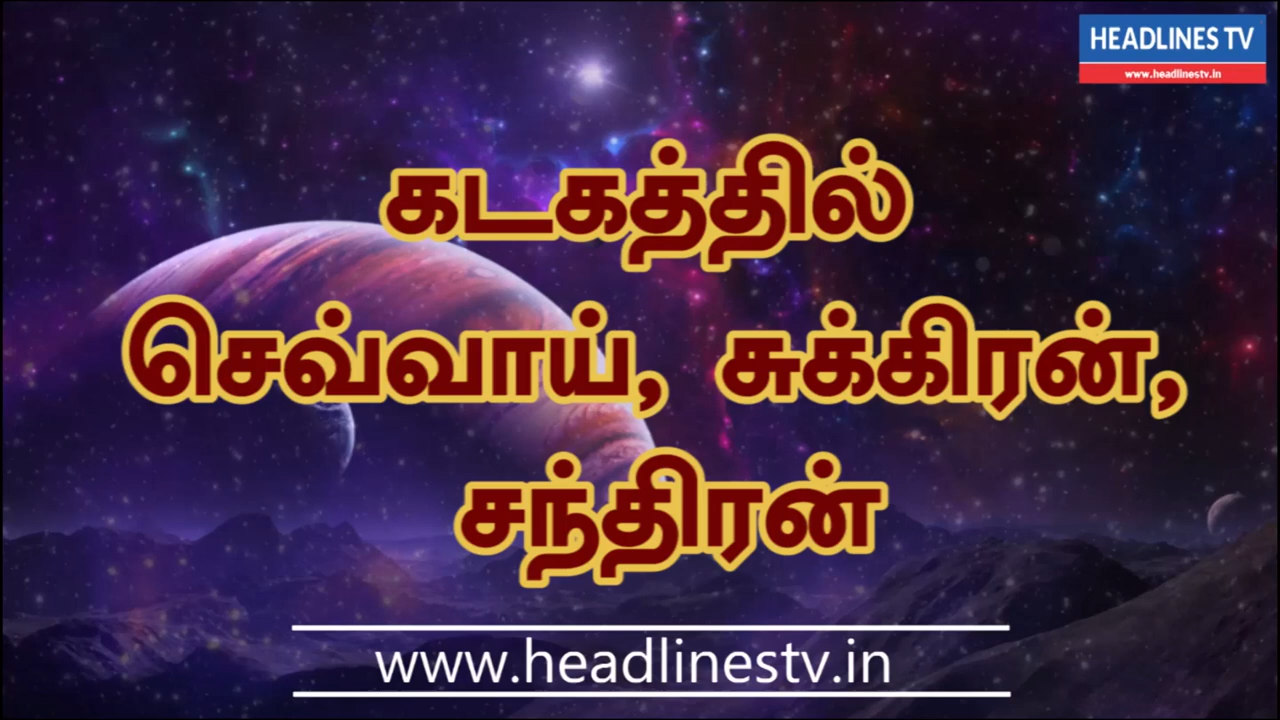 HEADLINES TV
www.headlinestv.in
கடகத்தில்
செவ்வாய், சுக்கிரன்,
சந்திரன்
www.headlinestv.in